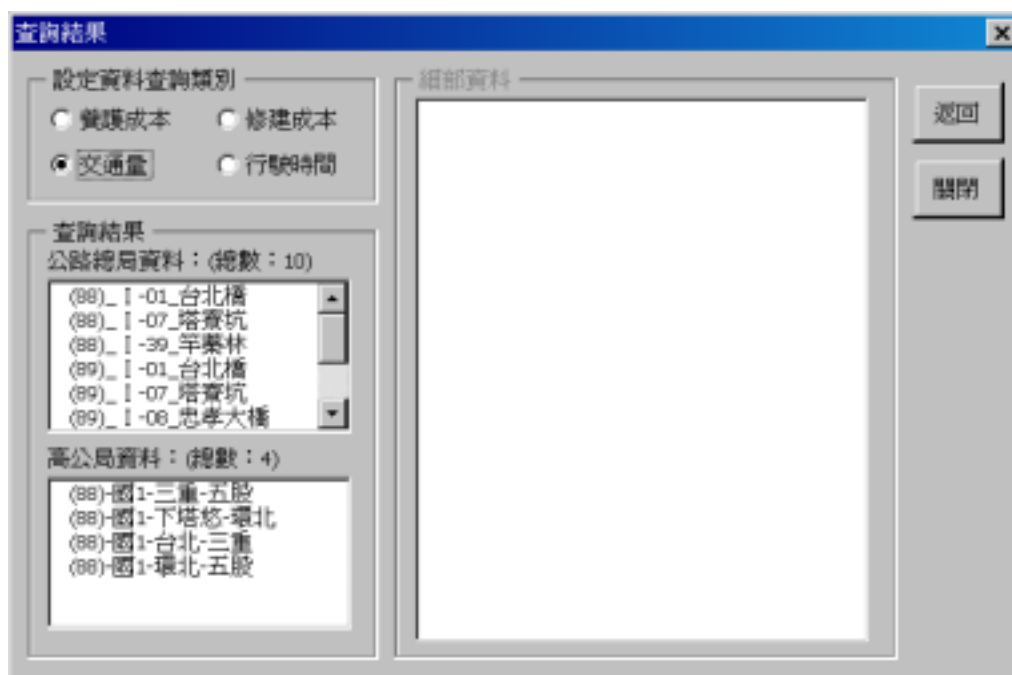 查詢結果
設定資料查詢類別
養護成本
修建成本
交通量
行駛時間
查詢結果
公路總局資料：(總數：10)
(88)_Ⅰ-01_台北橋
(88)_Ⅰ-07_塔寮坑
(88)_Ⅰ-39_竿蓁林
(89)_Ⅰ-01_台北橋
(89)_Ⅰ-07_塔寮坑
(89)_Ⅰ-08_忠孝大橋
高公局資料：(總數：4)
(88)-國1-三重-五股
(88)-國1-下塔悠-環北
(88)-國1-台北-三重
(88)-國1-環北-五股
細部資料
返回
關閉